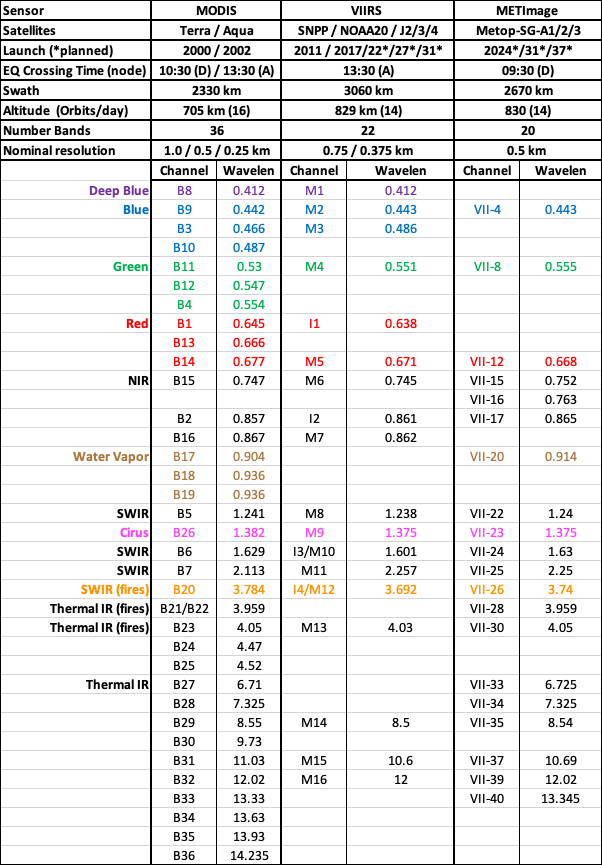 Sensor MODIS VIIRS METImage
Satellites Terra / Aqua SNPP / NOAA20 / J2/3/4 Metop-SG-A1/2/3
Launch (*planned) 2000 / 2002 2011 / 2017/22*/27*/31* 2024*/31*/37*
EQ Crossing Time (node) 10:30 (D) / 13:30 (A) 13:30 (A) 09:30 (D)
Swath 2330 km 3060 km 2670 km
Altitude (Orbits/day) 705 km (16) 829 km (14) 830 (14)
Number Bands 36 22 20
Nominal resolution 1.0 / 0.5 / 0.25 km 0.75 / 0.375 km 0.5 km
Channel Wavelen Channel Wavelen Channel Wavelen
Deep Blue B8 0.412 M1 0.412
Blue B9 0.442 M2 0.443 VII-4 0.443
B3 0.466 M3 0.486
B10 0.487
Green B11 0.53 M4 0.551 VII-8 0.555
B12 0.547
B4 0.554
Red B1 0.645 I1 0.638
B13 0.666
B14 0.677 M5 0.671 VII-12 0.668
NIR B15 0.747 M6 0.745 VII-15 0.752
VII-16 0.763
B2 0.857 I2 0.861 VII-17 0.865
B16 0.867 M7 0.862
Water Vapor B17 0.904 VII-20 0.914
B18 0.936
B19 0.936
SWIR B5 1.241 M8 1.238 VII-22 1.24
Cirus B26 1.382 M9 1.375 VII-23 1.375
SWIR B6 1.629 I3/M10 1.601 VII-24 1.63
SWIR B7 2.113 M11 2.257 VII-25 2.25
SWIR (fires) B20 3.784 I4/M12 3.692 VII-26 3.74
Thermal IR (fires) B21/B22 3.959 VII-28 3.959
Thermal IR (fires) B23 4.05 M13 4.03 VII-30 4.05
B24 4.47
B25 4.52
Thermal IR B27 6.71 VII-33 6.725
B28 7.325 VII-34 7.325
B29 8.55 M14 8.5 VII-35 8.54
B30 9.73
B31 11.03 M15 10.6 VII-37 10.69
B32 12.02 M16 12 VII-39 12.02
B33 13.33 VII-40 13.345
B34 13.63
B35 13.93
B36 14.235